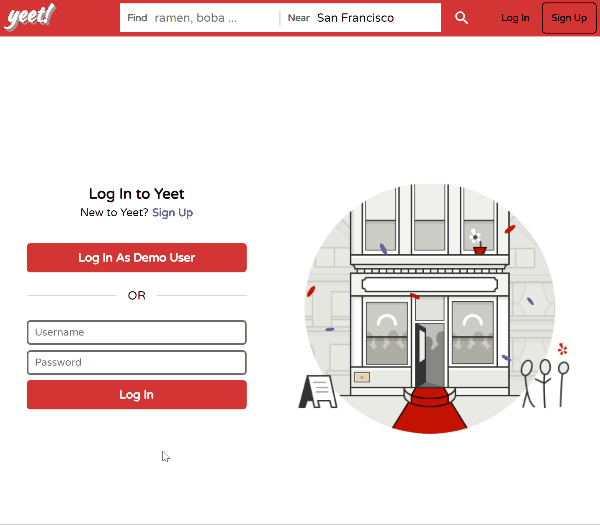 yeet! Find ramen, boba ... Near San Francisco Log In Sign Up
Log In to Yeet
New to Yeet? Sign Up
Log In As Demo User
OR
Username
Password
Log In